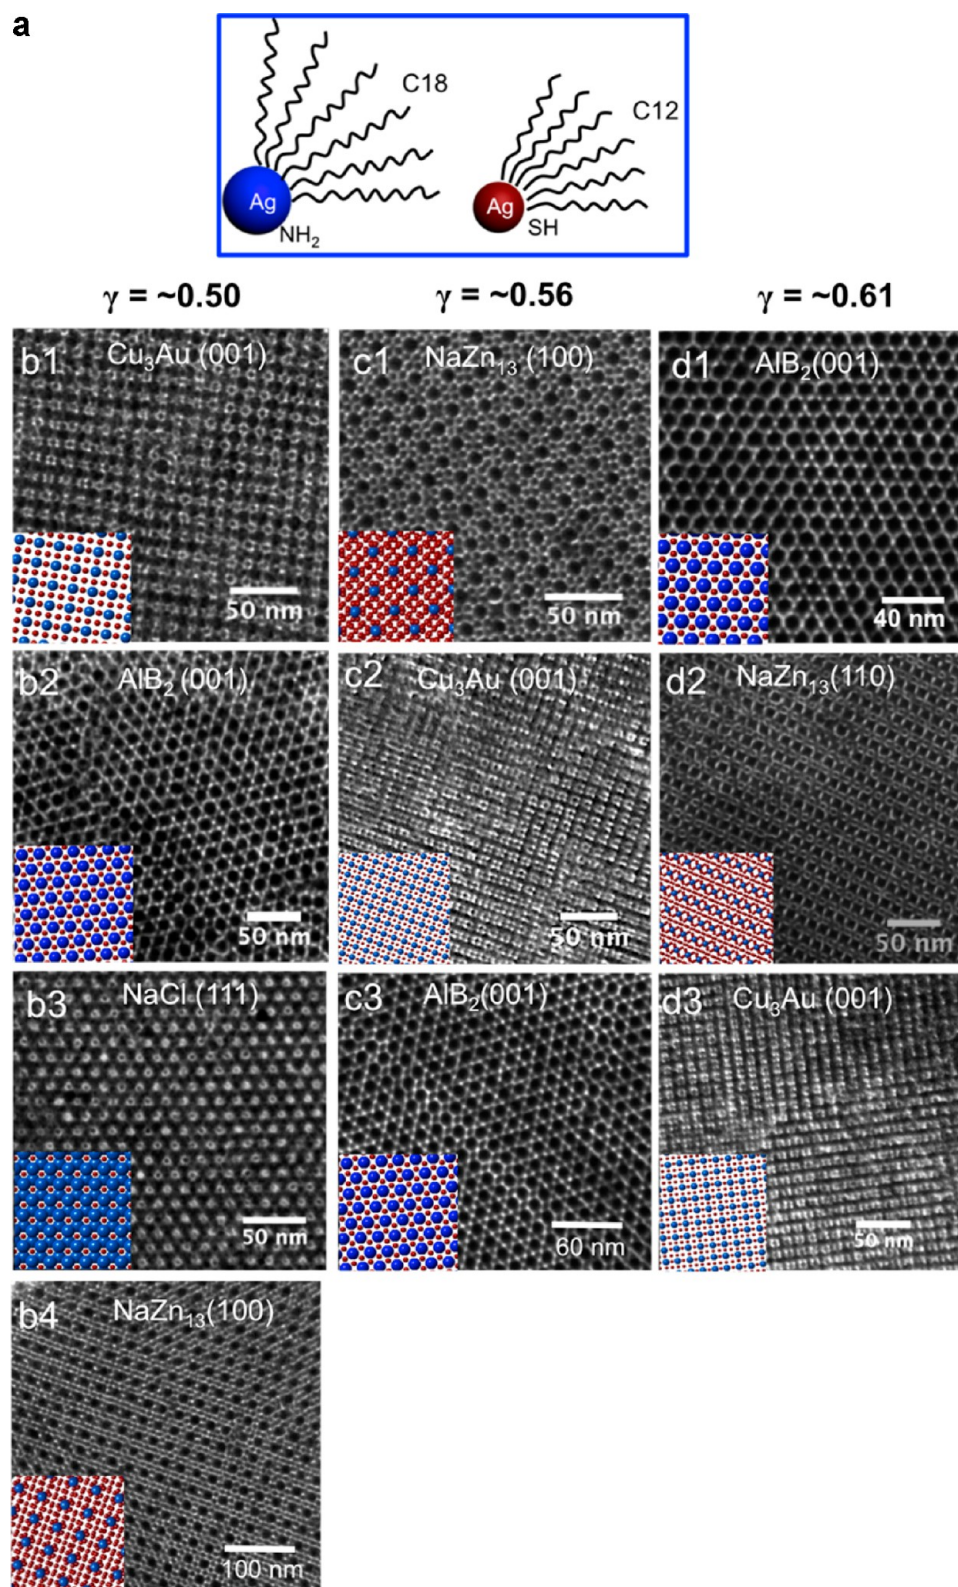 a
C18
C12
Ag
Ag
NH₂
SH
γ = ~0.50
γ = ~0.56
γ = ~0.61
b1 Cu₃Au (001)
50 nm
c1 NaZn₁₃ (100)
50 nm
d1 AlB₂(001)
40 nm
b2 AlB₂ (001)
50 nm
c2 Cu₃Au (001)
50 nm
d2 NaZn₁₃(110)
50 nm
b3 NaCl (111)
50 nm
c3 AlB₂(001)
60 nm
d3 Cu₃Au (001)
50 nm
b4 NaZn₁₃(100)
100 nm